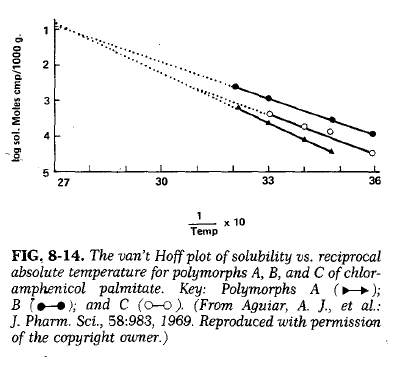 log sol. Moles cmp/1000 g.
1
2
3
4
5
27 30 33 36
1
Temp x 10
FIG. 8-14. The van't Hoff plot of solubility vs. reciprocal
absolute temperature for polymorphs A, B, and C of chlor-
amphenicol palmitate. Key: Polymorphs A (▸–▸);
B (●–●); and C (○–○). (From Aguiar, A. J., et al.:
J. Pharm. Sci., 58:983, 1969. Reproduced with permission
of the copyright owner.)